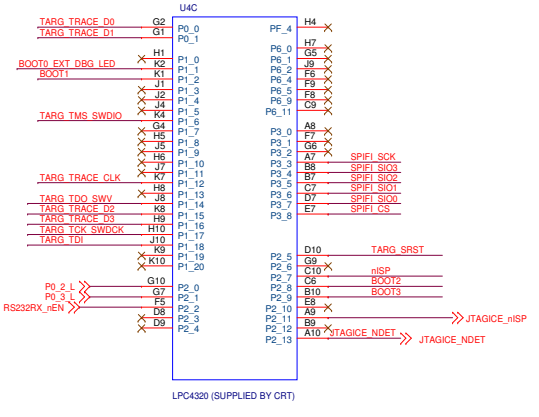 U4C
TARG_TRACE_D0 G2 P0_0
TARG_TRACE_D1 G1 P0_1
H1 P1_0
BOOT0_EXT_DBG_LED K2 P1_1
BOOT1 K1 P1_2
J1 P1_3
J2 P1_4
J4 P1_5
TARG_TMS_SWDIO K4 P1_6
G4 P1_7
H5 P1_8
J5 P1_9
H6 P1_10
J7 P1_11
TARG_TRACE_CLK K7 P1_12
H8 P1_13
TARG_TDO_SWV J8 P1_14
TARG_TRACE_D2 K8 P1_15
TARG_TRACE_D3 H9 P1_16
TARG_TCK_SWDCK H10 P1_17
TARG_TDI J10 P1_18
K9 P1_19
K10 P1_20
P0_2_L G10 P2_0
P0_3_L G7 P2_1
RS232RX_nEN F5 P2_2
D8 P2_3
D9 P2_4
PF_4 H4
P6_0 H7
P6_1 G5
P6_2 J9
P6_4 F6
P6_5 F9
P6_9 F8
P6_11 C9
P3_0 A8
P3_1 F7
P3_2 G6
P3_3 A7 SPIFI_SCK
P3_4 B8 SPIFI_SIO3
P3_5 B7 SPIFI_SIO2
P3_6 C7 SPIFI_SIO1
P3_7 D7 SPIFI_SIO0
P3_8 E7 SPIFI_CS
P2_5 D10 TARG_SRST
P2_6 G9
P2_7 C10 nISP
P2_8 C6 BOOT2
P2_9 B10 BOOT3
P2_10 E8
P2_11 A9 JTAGICE_nISP
P2_12 B9
P2_13 A10 JTAGICE_NDET JTAGICE_NDET
LPC4320 (SUPPLIED BY CRT)